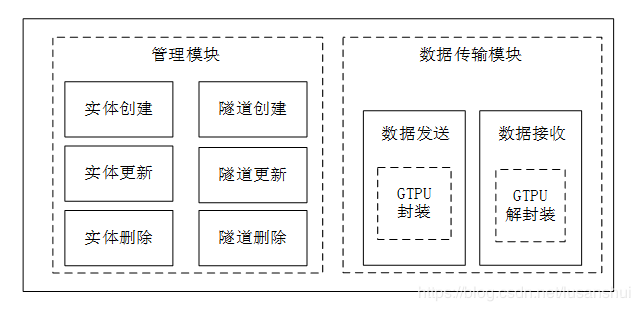 管理模块
数据传输模块
实体创建
隧道创建
实体更新
隧道更新
实体删除
隧道删除
数据发送
GTPU
封装
数据接收
GTPU
解封装
https://blog.csdn.net/lusanshui